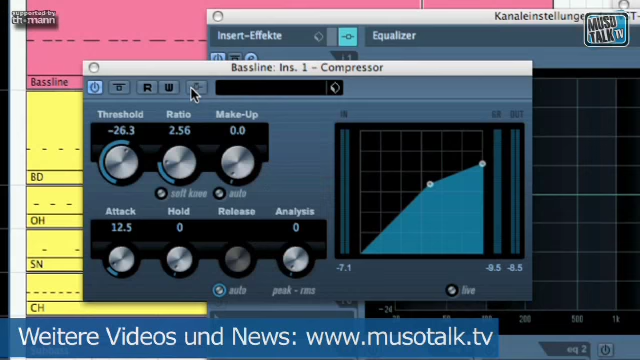 supported by
ch-mann
Kanaleinstellungen
MUSO
TALK TV
Insert-Effekte
Equalizer
Bassline
Bassline: Ins. 1 – Compressor
R W
Threshold Ratio Make-Up
-26.3 2.56 0.0
soft knee auto
IN GR OUT
BD
Attack Hold Release Analysis
12.5 0 0
OH
SN
auto peak - rms
-7.1 -9.5 -8.5
live
CH
-24
100 200 500 1k
eq 2
Weitere Videos und News: www.musotalk.tv